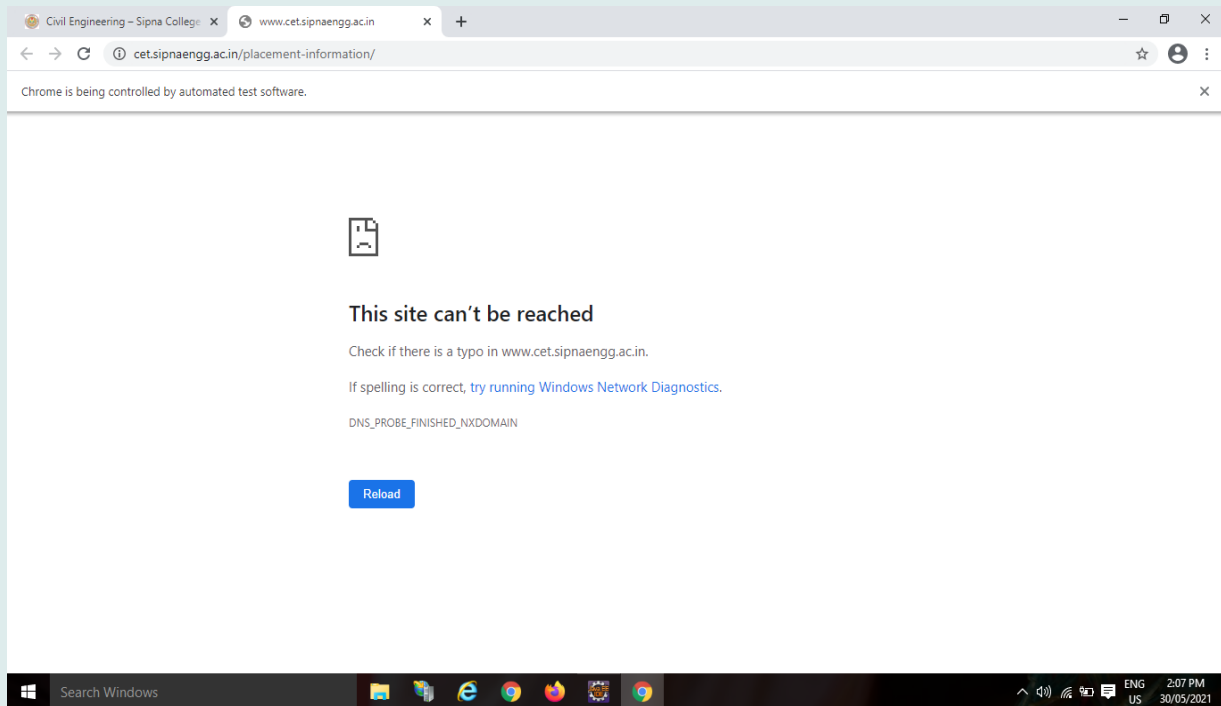 Civil Engineering – Sipna College
www.cet.sipnaengg.ac.in
cet.sipnaengg.ac.in/placement-information/
Chrome is being controlled by automated test software.
This site can't be reached
Check if there is a typo in www.cet.sipnaengg.ac.in.
If spelling is correct, try running Windows Network Diagnostics.
DNS_PROBE_FINISHED_NXDOMAIN
Reload
Search Windows
ENG
US
2:07 PM
30/05/2021